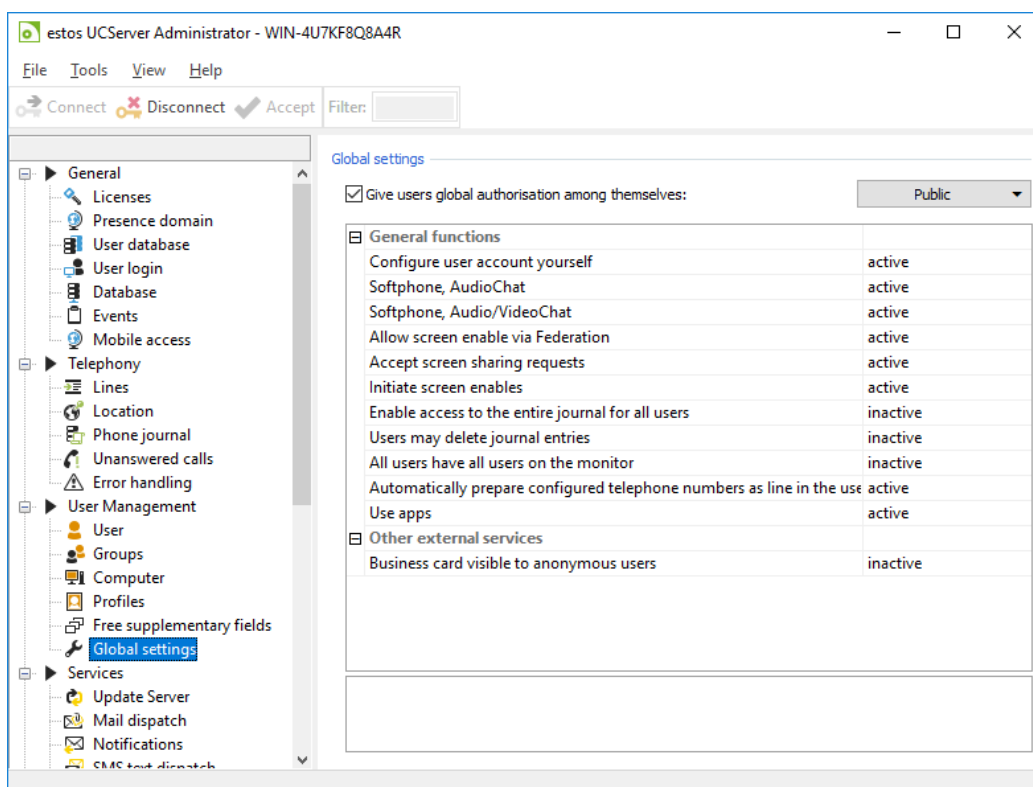 estos UCServer Administrator - WIN-4U7KF8Q8A4R
File Tools View Help
Connect Disconnect Accept Filter:
General
Licenses
Presence domain
User database
User login
Database
Events
Mobile access
Telephony
Lines
Location
Phone journal
Unanswered calls
Error handling
User Management
User
Groups
Computer
Profiles
Free supplementary fields
Global settings
Services
Update Server
Mail dispatch
Notifications
SMS text dispatch
Global settings
Give users global authorisation among themselves: Public
General functions
Configure user account yourself active
Softphone, AudioChat active
Softphone, Audio/VideoChat active
Allow screen enable via Federation active
Accept screen sharing requests active
Initiate screen enables active
Enable access to the entire journal for all users inactive
Users may delete journal entries inactive
All users have all users on the monitor inactive
Automatically prepare configured telephone numbers as line in the use active
Use apps active
Other external services
Business card visible to anonymous users inactive